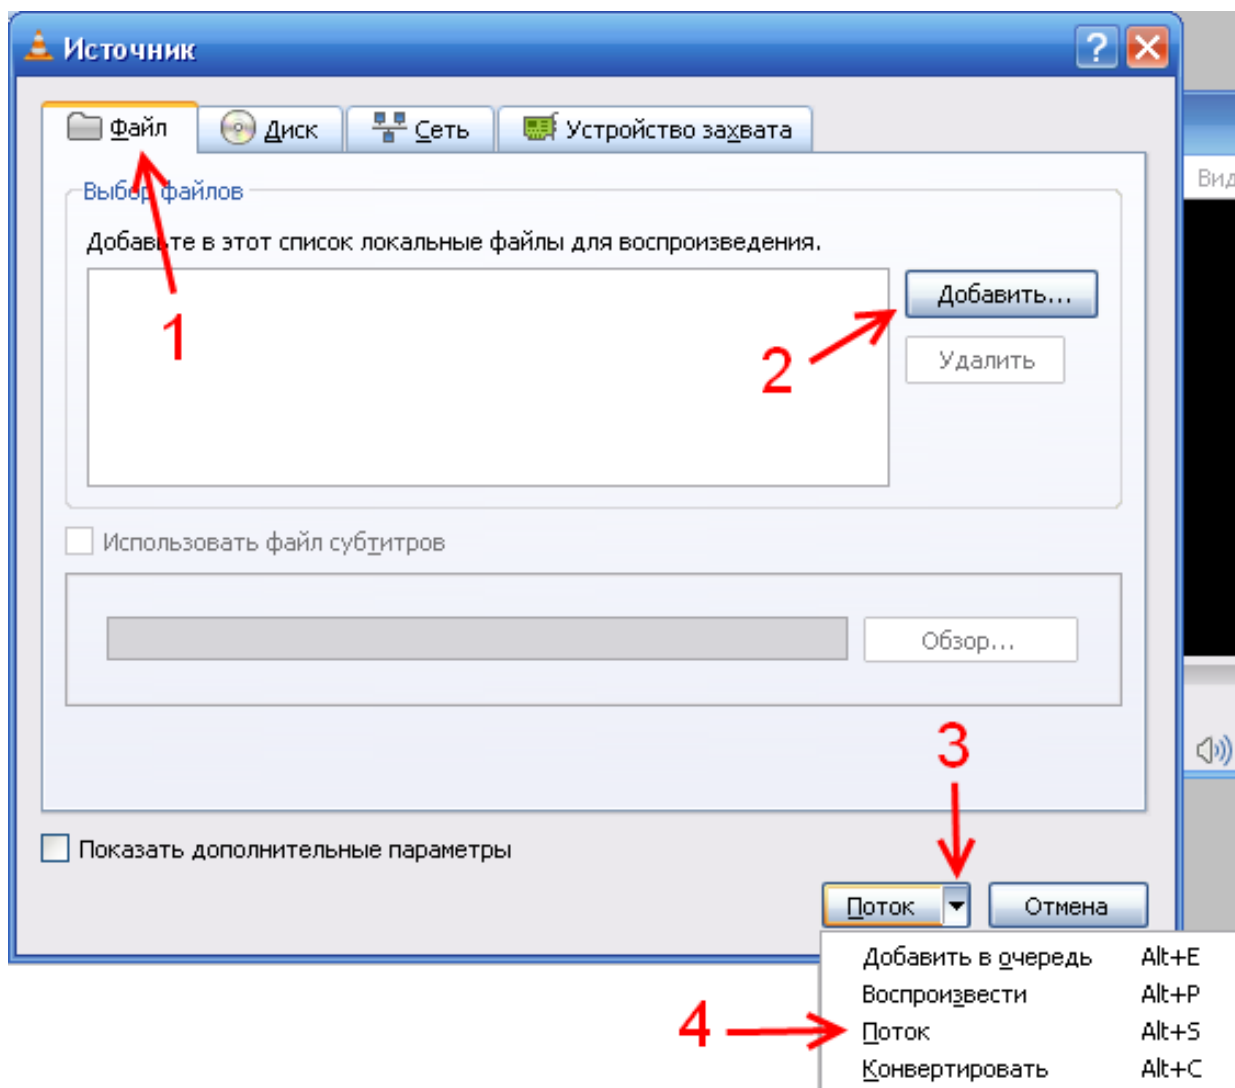 Источник
Файл
Диск
Сеть
Устройство захвата
Вид
Выбор файлов
Добавьте в этот список локальные файлы для воспроизведения.
Добавить...
1
2
Удалить
Использовать файл субтитров
Обзор...
3
Показать дополнительные параметры
Поток
Отмена
Добавить в очередь Alt+E
Воспроизвести Alt+P
4
Поток Alt+S
Конвертировать Alt+C